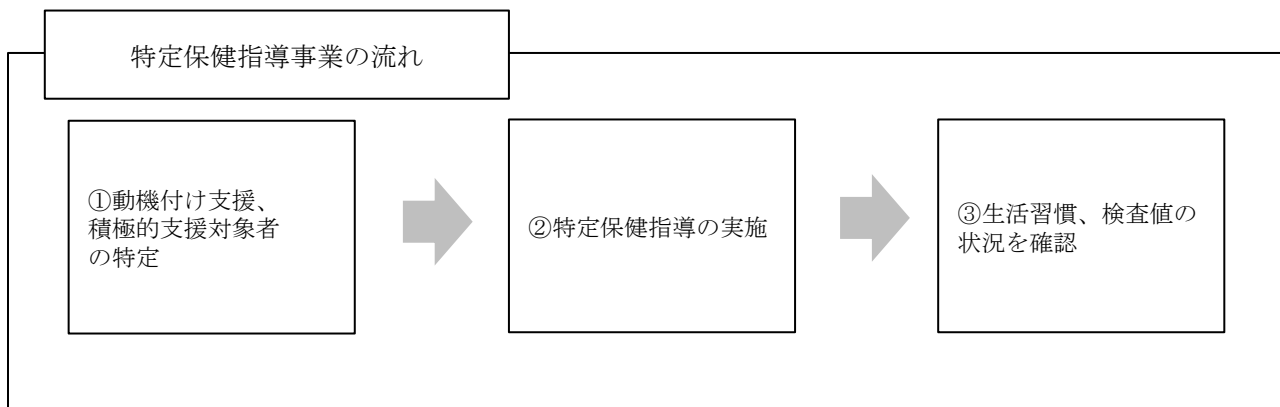 特定保健指導事業の流れ
①動機付け支援、
積極的支援対象者
の特定
②特定保健指導の実施
③生活習慣、検査値の
状況を確認